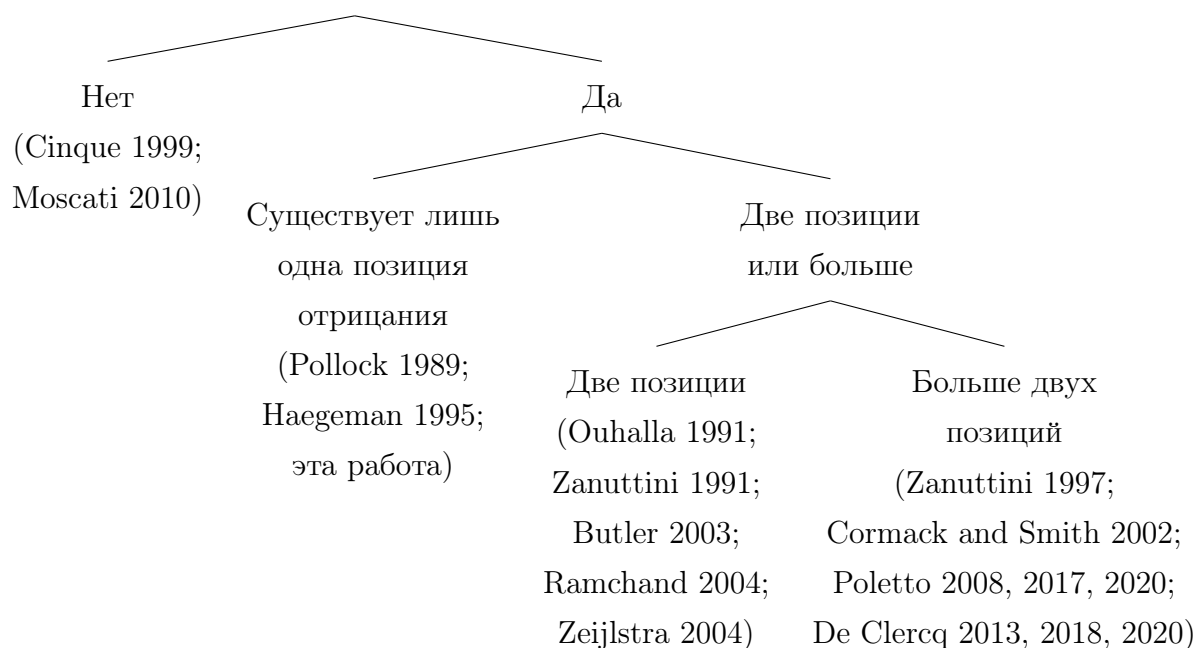 Нет
(Cinque 1999;
Moscati 2010)
Да
Существует лишь
одна позиция
отрицания
(Pollock 1989;
Haegeman 1995;
эта работа)
Две позиции
или больше
Две позиции
(Ouhalla 1991;
Zanuttini 1991;
Butler 2003;
Ramchand 2004;
Zeijlstra 2004)
Больше двух
позиций
(Zanuttini 1997;
Cormack and Smith 2002;
Poletto 2008, 2017, 2020;
De Clercq 2013, 2018, 2020)